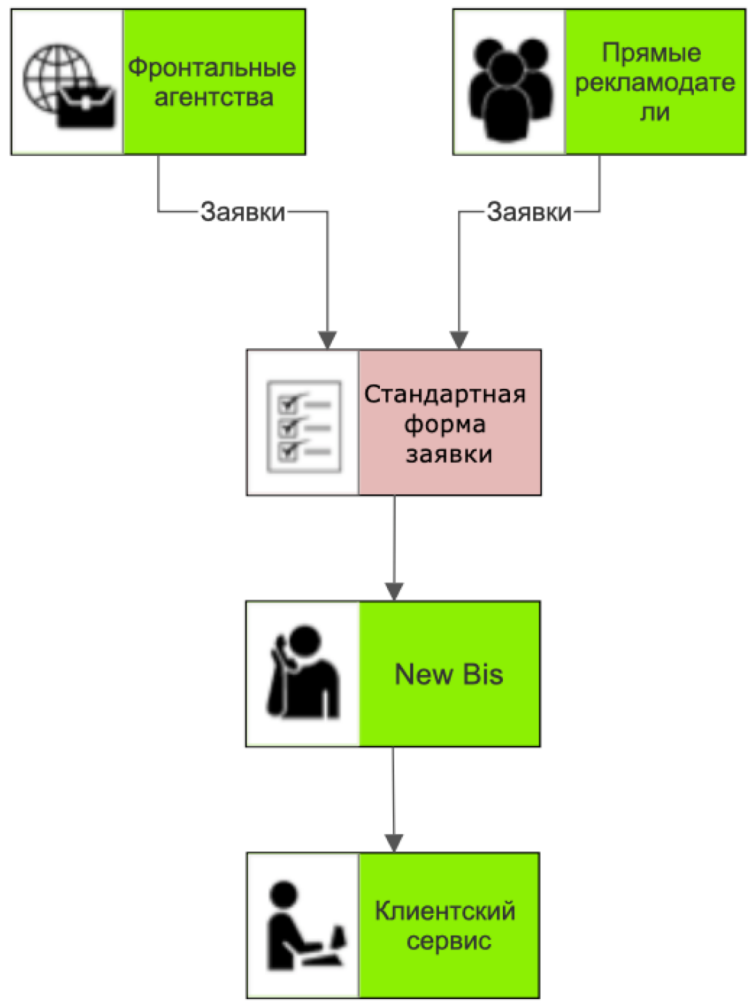 Фронтальные
агентства
Прямые
рекламодате
ли
Заявки
Заявки
Стандартная
форма
заявки
New Bis
Клиентский
сервис